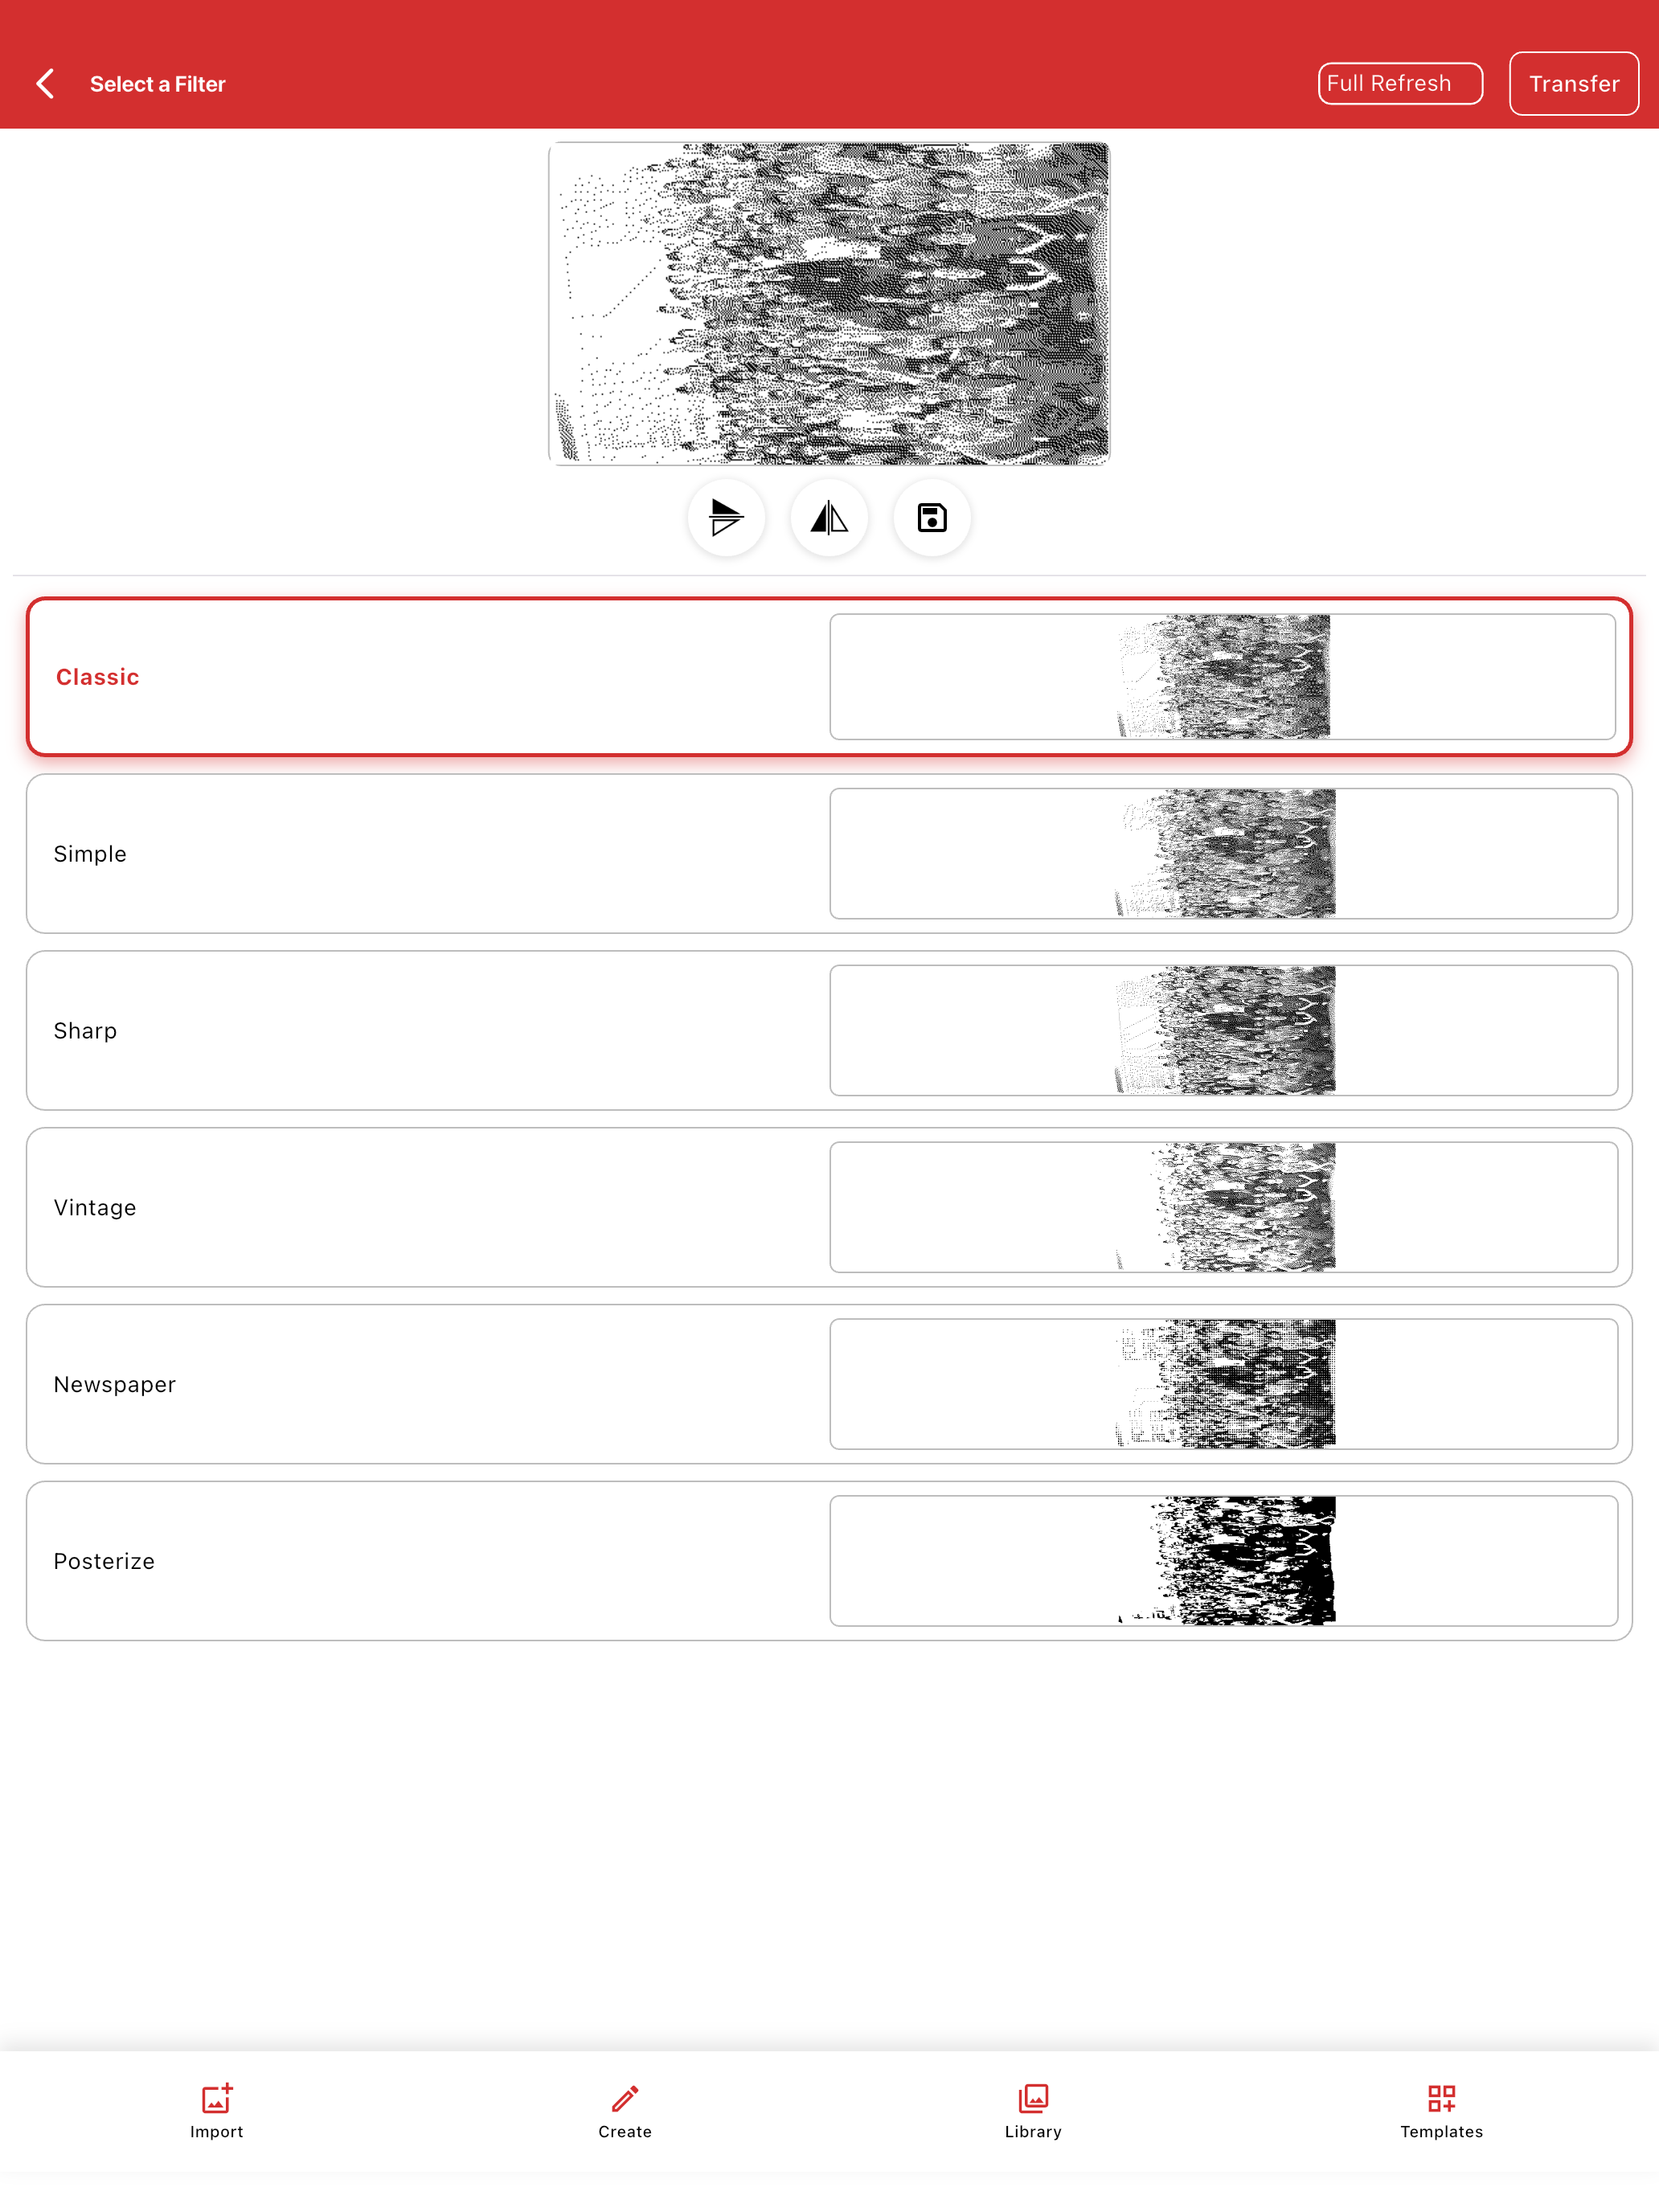 Select a Filter
Full Refresh
Transfer
Classic
Simple
Sharp
Vintage
Newspaper
Posterize
Import
Create
Library
Templates